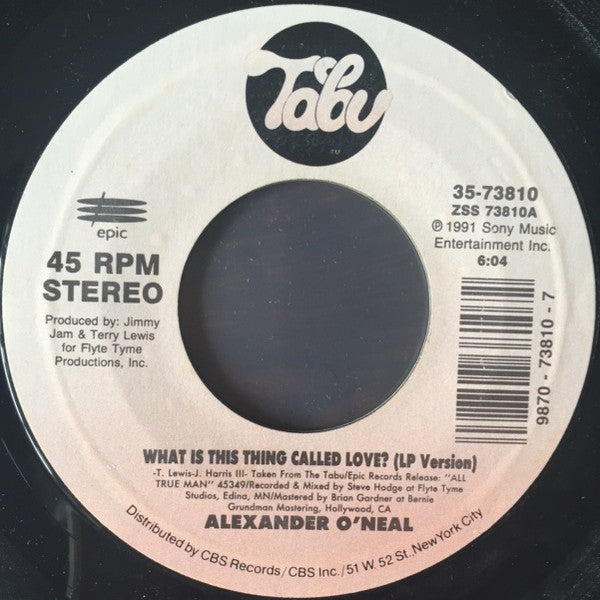 Tabu
TM
epic
45 RPM
STEREO
Produced by: Jimmy
Jam & Terry Lewis
for Flyte Tyme
Productions, Inc.
35-73810
ZSS 73810A
℗ 1991 Sony Music
Entertainment Inc.
6:04
9870 - 73810 - 7
WHAT IS THIS THING CALLED LOVE? (LP Version)
-T. Lewis-J. Harris III- Taken From The Tabu/Epic Records Release: "ALL
TRUE MAN" 45349/Recorded & Mixed by Steve Hodge at Flyte Tyme
Studios, Edina, MN/Mastered by Brian Gardner at Bernie
Grundman Mastering, Hollywood, CA
ALEXANDER O'NEAL
Distributed by CBS Records/CBS Inc./51 W. 52 St., New York City